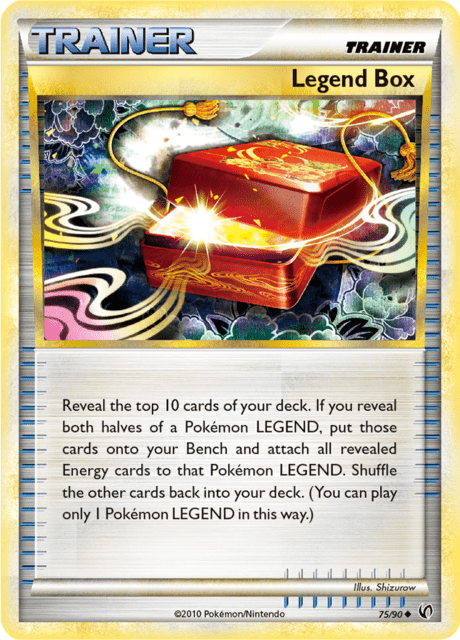 TRAINER
TRAINER
Legend Box
Reveal the top 10 cards of your deck. If you reveal
both halves of a Pokémon LEGEND, put those
cards onto your Bench and attach all revealed
Energy cards to that Pokémon LEGEND. Shuffle
the other cards back into your deck. (You can play
only 1 Pokémon LEGEND in this way.)
Illus. Shizurow
©2010 Pokémon/Nintendo
75/90